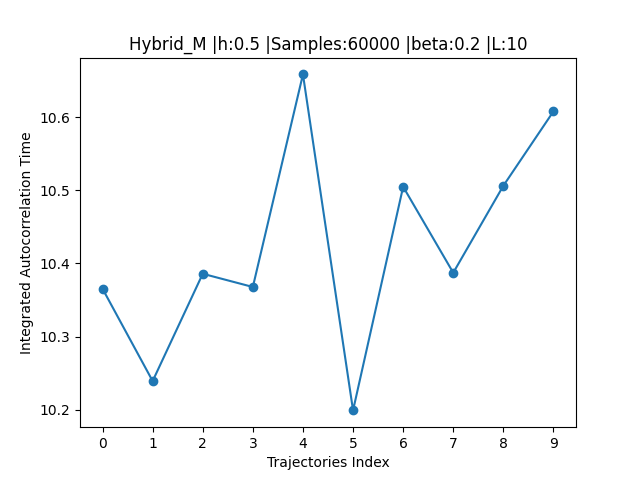 Hybrid_M |h:0.5 |Samples:60000 |beta:0.2 |L:10
Integrated Autocorrelation Time
10.6
10.5
10.4
10.3
10.2
0 1 2 3 4 5 6 7 8 9
Trajectories Index